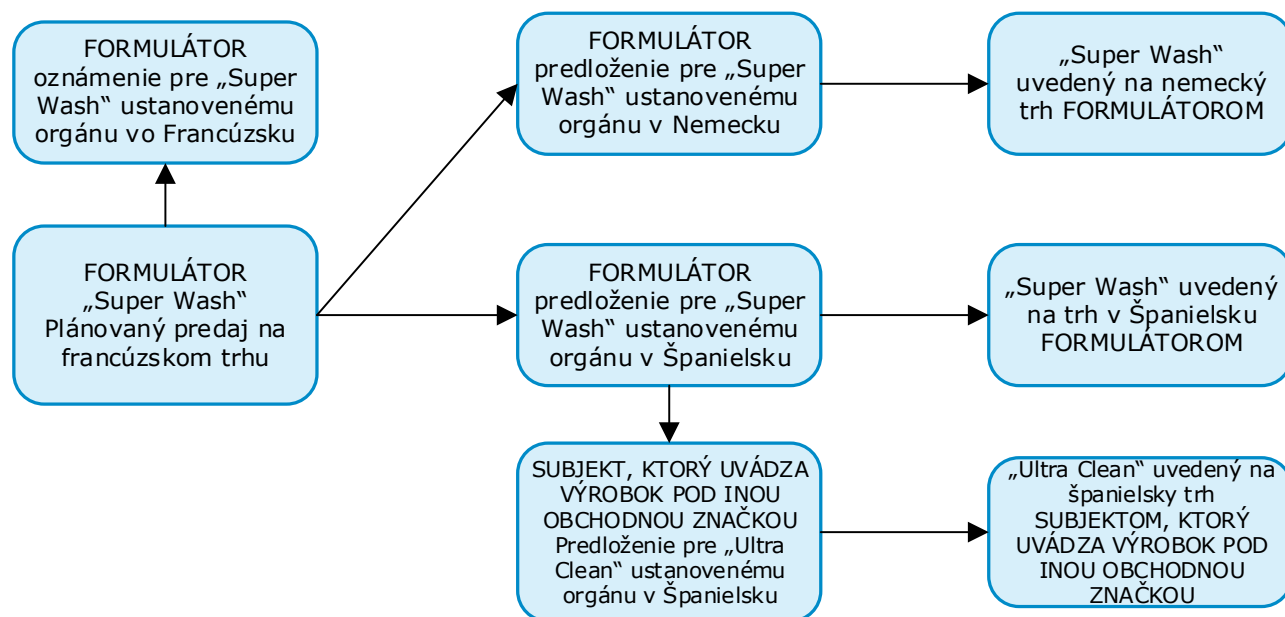 FORMULÁTOR
oznámenie pre „Super
Wash“ ustanovenému
orgánu vo Francúzsku
FORMULÁTOR
predloženie pre „Super
Wash“ ustanovenému
orgánu v Nemecku
„Super Wash“
uvedený na nemecký
trh FORMULÁTOROM
FORMULÁTOR
„Super Wash“
Plánovaný predaj na
francúzskom trhu
FORMULÁTOR
predloženie pre „Super
Wash“ ustanovenému
orgánu v Španielsku
„Super Wash“ uvedený
na trh v Španielsku
FORMULÁTOROM
SUBJEKT, KTORÝ UVÁDZA
VÝROBOK POD INOU
OBCHODNOU ZNAČKOU
Predloženie pre „Ultra
Clean“ ustanovenému
orgánu v Španielsku
„Ultra Clean“ uvedený na
španielsky trh
SUBJEKTOM, KTORÝ
UVÁDZA VÝROBOK POD
INOU OBCHODNOU
ZNAČKOU